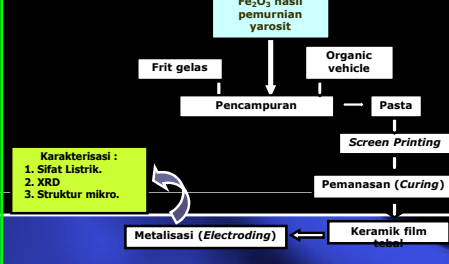 Fe₂O₃ hasil
pemurnian
yarosit
Organic
vehicle
Frit gelas
Pencampuran
Pasta
Screen Printing
Karakterisasi :
1. Sifat Listrik.
2. XRD
3. Struktur mikro.
Pemanasan (Curing)
Metalisasi (Electroding)
Keramik film
tebal